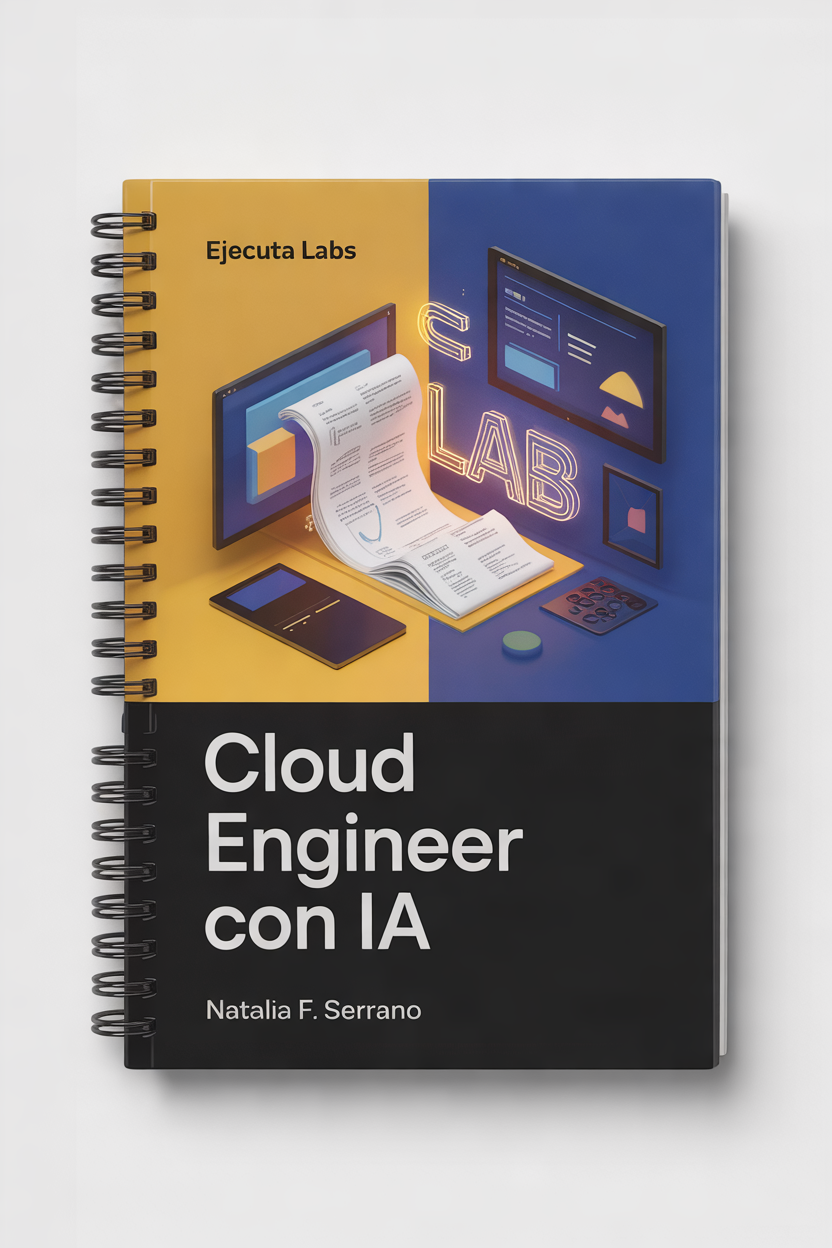 Ejecuta Labs
C
LAB
Cloud
Engineer
con IA
Natalia F. Serrano